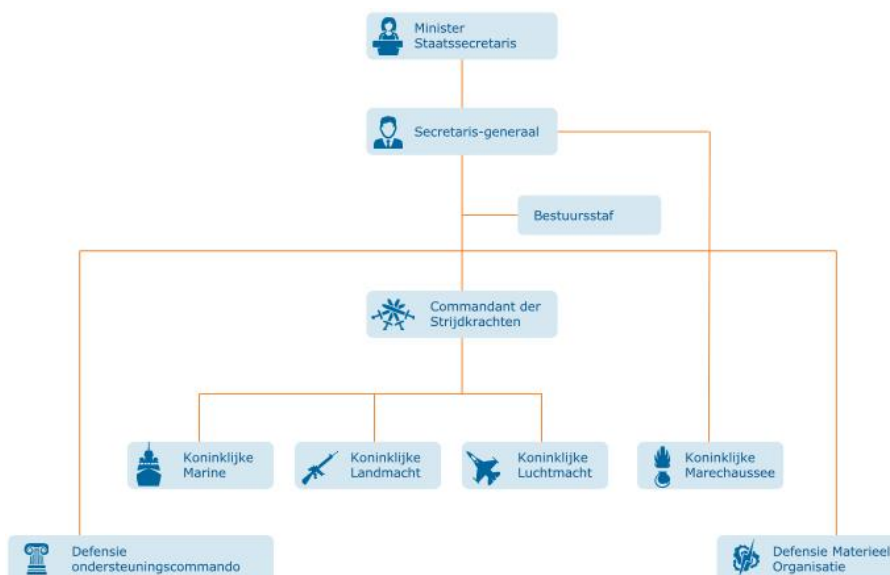 Minister
Staatssecretaris
Secretaris-generaal
Bestuursstaf
Commandant der
Strijdkrachten
Koninklijke
Marine
Koninklijke
Landmacht
Koninklijke
Luchtmacht
Koninklijke
Marechaussee
Defensie
ondersteuningscommando
Defensie Materieel
Organisatie